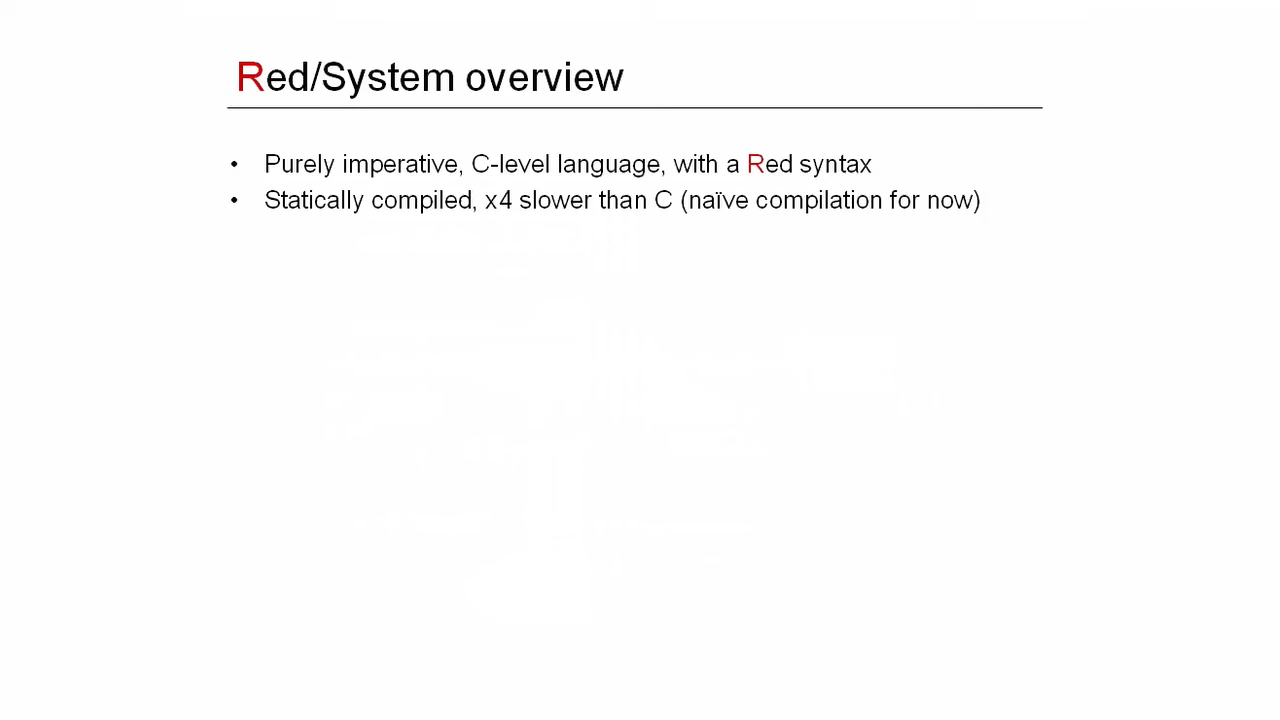 Red/System overview
• Purely imperative, C-level language, with a Red syntax
• Statically compiled, x4 slower than C (naïve compilation for now)